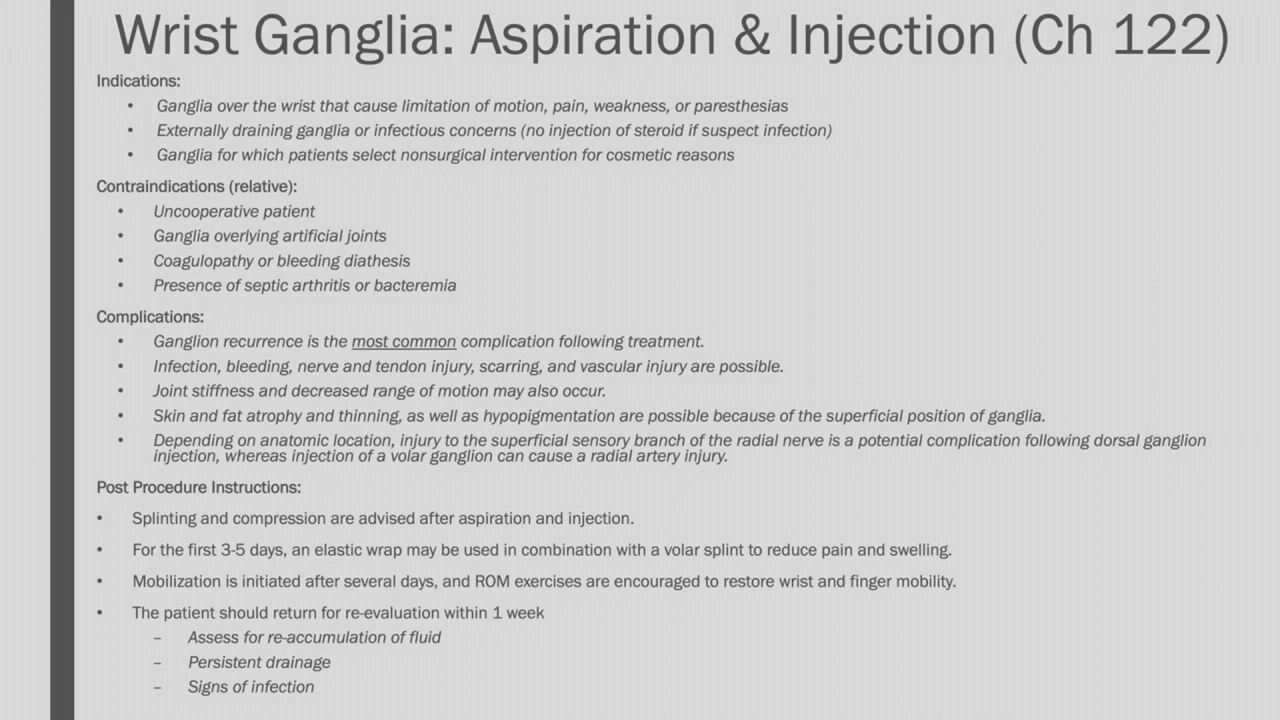 Wrist Ganglia: Aspiration & Injection (Ch 122)
Indications:
• Ganglia over the wrist that cause limitation of motion, pain, weakness, or paresthesias
• Externally draining ganglia or infectious concerns (no injection of steroid if suspect infection)
• Ganglia for which patients select nonsurgical intervention for cosmetic reasons
Contraindications (relative):
• Uncooperative patient
• Ganglia overlying artificial joints
• Coagulopathy or bleeding diathesis
• Presence of septic arthritis or bacteremia
Complications:
• Ganglion recurrence is the most common complication following treatment.
• Infection, bleeding, nerve and tendon injury, scarring, and vascular injury are possible.
• Joint stiffness and decreased range of motion may also occur.
• Skin and fat atrophy and thinning, as well as hypopigmentation are possible because of the superficial position of ganglia.
• Depending on anatomic location, injury to the superficial sensory branch of the radial nerve is a potential complication following dorsal ganglion
injection, whereas injection of a volar ganglion can cause a radial artery injury.
Post Procedure Instructions:
• Splinting and compression are advised after aspiration and injection.
• For the first 3-5 days, an elastic wrap may be used in combination with a volar splint to reduce pain and swelling.
• Mobilization is initiated after several days, and ROM exercises are encouraged to restore wrist and finger mobility.
• The patient should return for re-evaluation within 1 week
– Assess for re-accumulation of fluid
– Persistent drainage
– Signs of infection